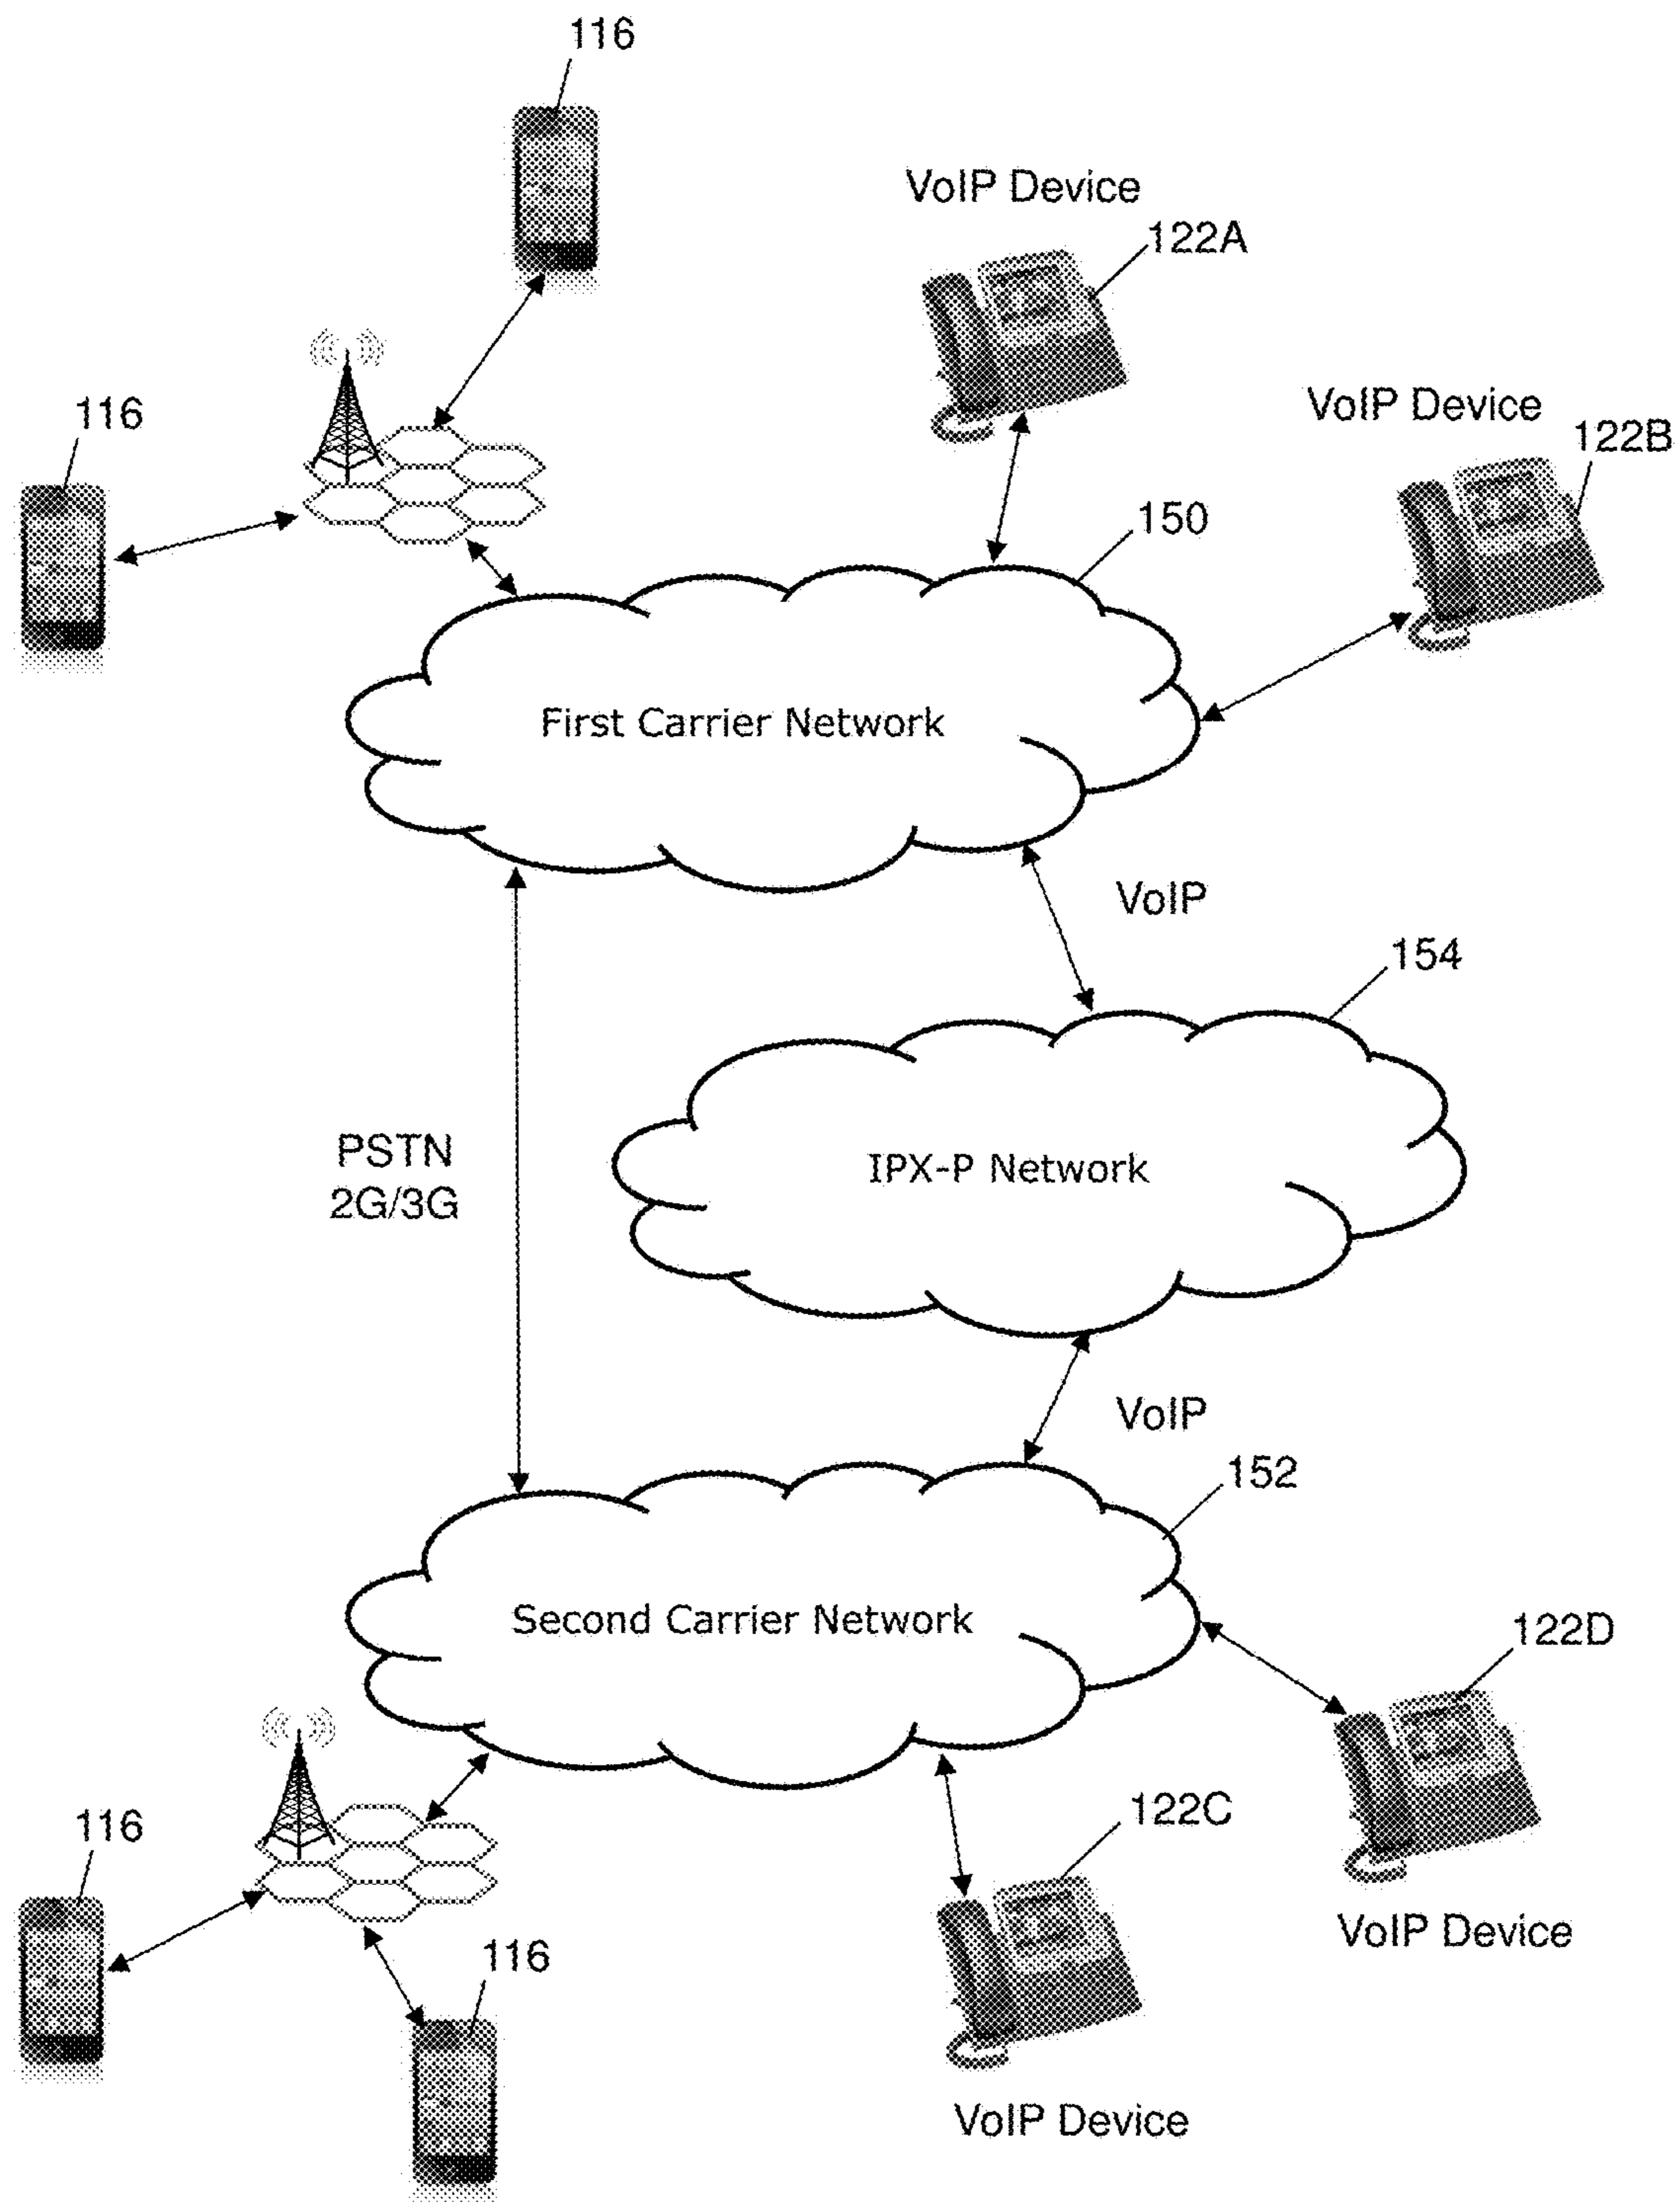 116
VoIP Device
122A
116
VoIP Device
122B
150
First Carrier Network
VoIP
154
PSTN
2G/3G
IPX-P Network
VoIP
152
Second Carrier Network
122D
116
122C
VoIP Device
116
VoIP Device